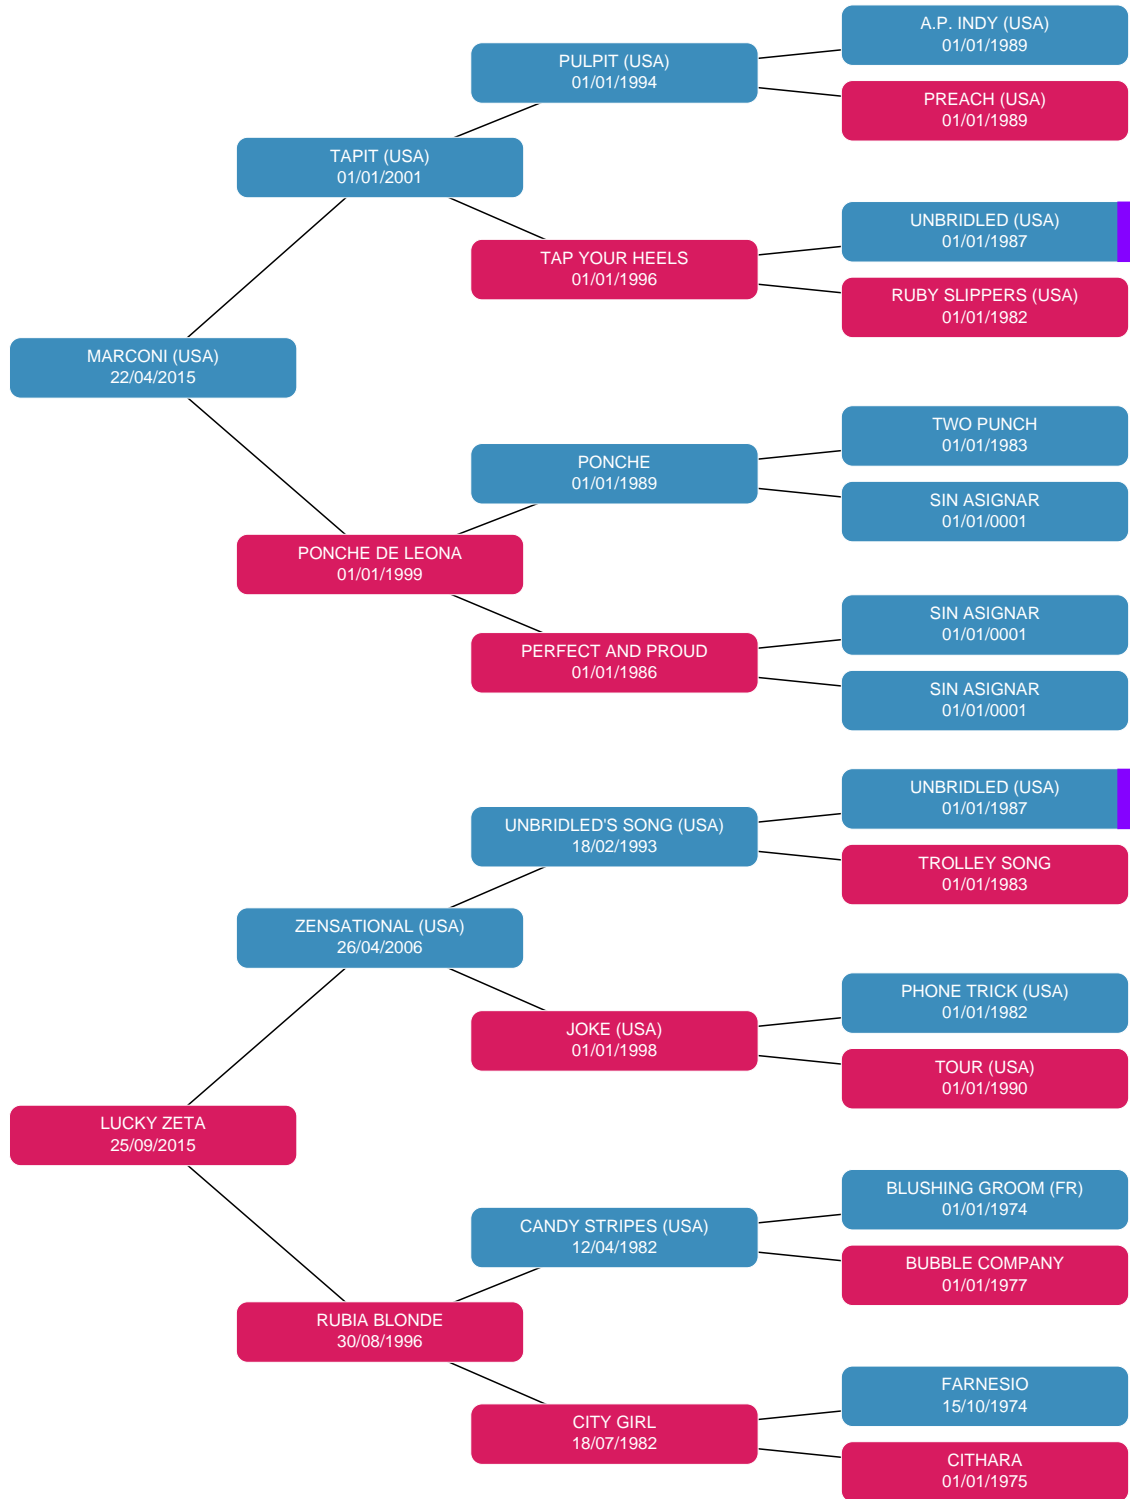 A.P. INDY (USA)
01/01/1989
PULPIT (USA)
01/01/1994
PREACH (USA)
01/01/1989
TAPIT (USA)
01/01/2001
UNBRIDLED (USA)
01/01/1987
TAP YOUR HEELS
01/01/1996
RUBY SLIPPERS (USA)
01/01/1982
MARCONI (USA)
22/04/2015
TWO PUNCH
01/01/1983
PONCHE
01/01/1989
SIN ASIGNAR
01/01/0001
PONCHE DE LEONA
01/01/1999
SIN ASIGNAR
01/01/0001
PERFECT AND PROUD
01/01/1986
SIN ASIGNAR
01/01/0001
UNBRIDLED (USA)
01/01/1987
UNBRIDLED'S SONG (USA)
18/02/1993
TROLLEY SONG
01/01/1983
ZENSATIONAL (USA)
26/04/2006
PHONE TRICK (USA)
01/01/1982
JOKE (USA)
01/01/1998
TOUR (USA)
01/01/1990
LUCKY ZETA
25/09/2015
BLUSHING GROOM (FR)
01/01/1974
CANDY STRIPES (USA)
12/04/1982
BUBBLE COMPANY
01/01/1977
RUBIA BLONDE
30/08/1996
FARNESIO
15/10/1974
CITY GIRL
18/07/1982
CITHARA
01/01/1975